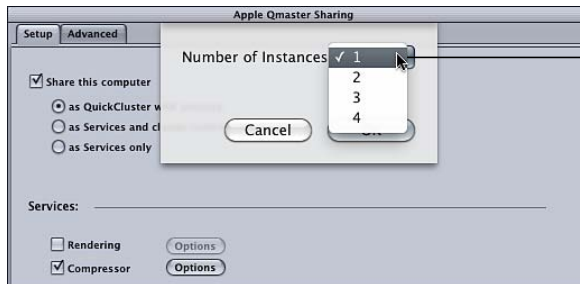 Apple Qmaster Sharing
Setup Advanced
Number of Instances ✓ 1
2
3
4
Cancel
Share this computer
as QuickCluster
as Services and
as Services only
Services:
Rendering Options
Compressor Options